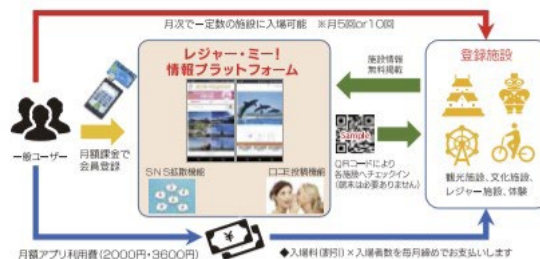 月次で一定数の施設に入場可能 ※月5回or10回
レジャー・ミー！
情報プラットフォーム
施設情報
無料掲載
登録施設
Sample
一般ユーザー
月額課金で
会員登録
SNS拡散機能
口コミ投稿機能
QRコードにより
各施設へチェックイン
(端末は必要ありません)
観光施設、文化施設、
レジャー施設、体験
¥
月額アプリ利用費(2000円・3600円)
◆入場料(割引)×入場者数を毎月締めでお支払いします